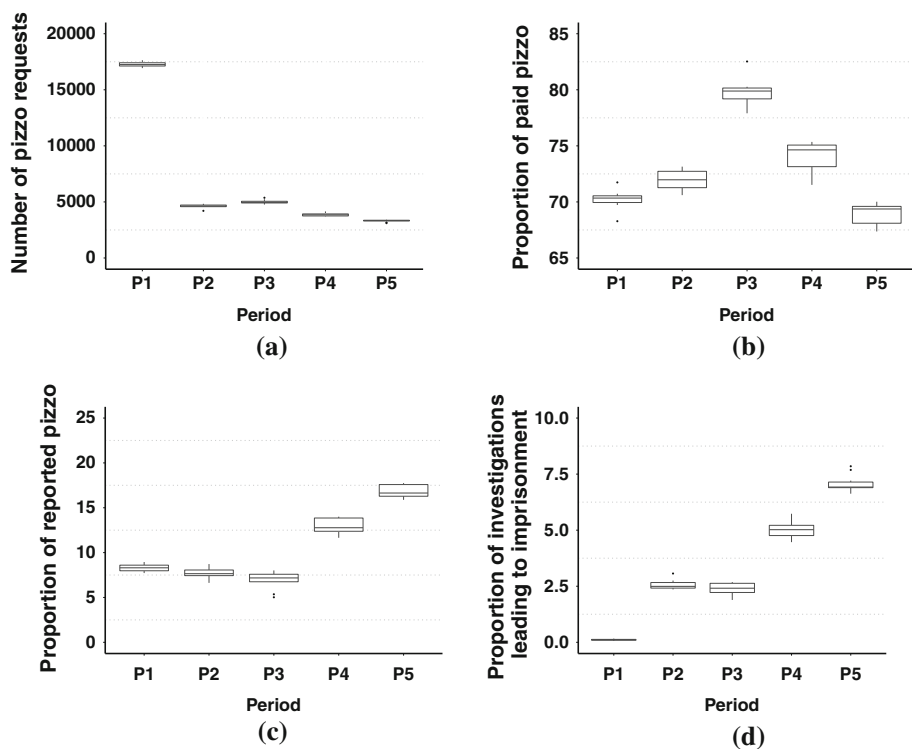 Number of pizzo requests
20000
15000
10000
5000
0
P1 P2 P3 P4 P5
Period
(a)
Proportion of paid pizzo
85
80
75
70
65
P1 P2 P3 P4 P5
Period
(b)
Proportion of reported pizzo
25
20
15
10
5
0
P1 P2 P3 P4 P5
Period
(c)
Proportion of investigations
leading to imprisonment
10.0
7.5
5.0
2.5
0.0
P1 P2 P3 P4 P5
Period
(d)